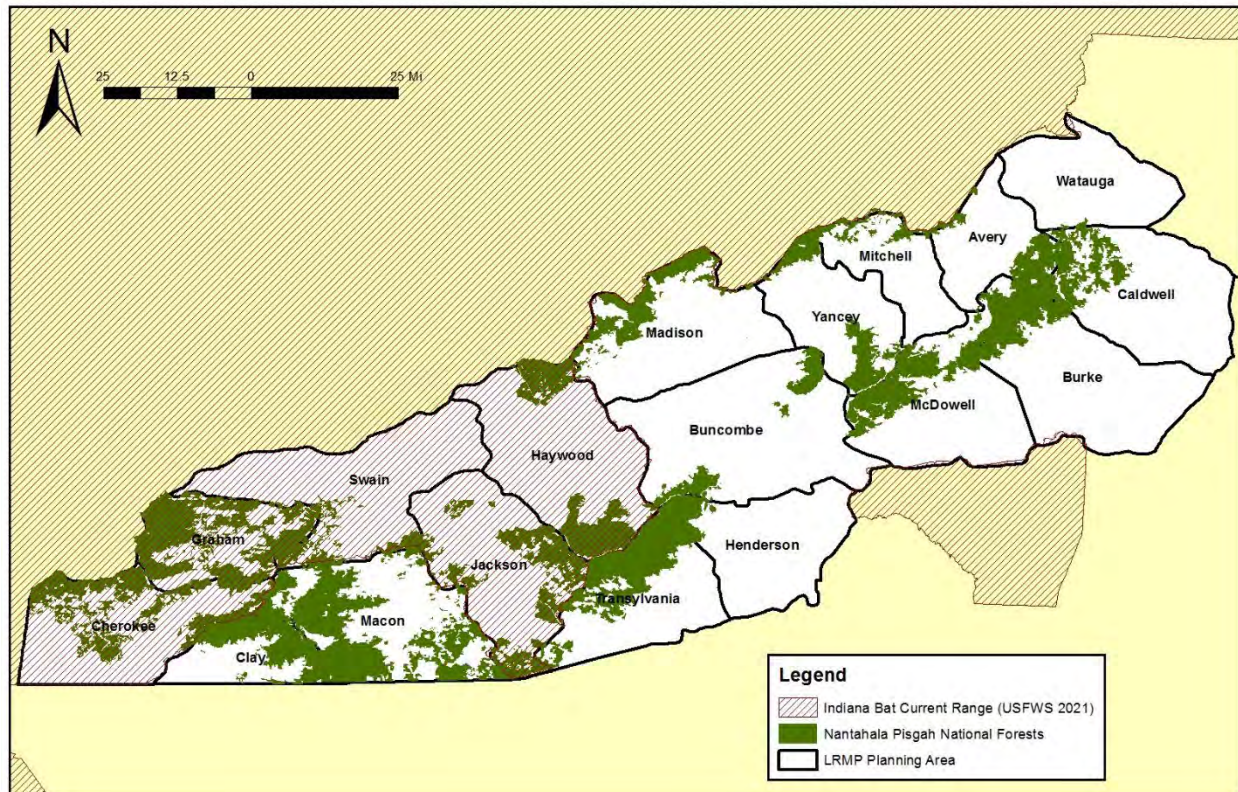 N
25 12.5 0 25 Mi
Watauga
Avery
Mitchell
Caldwell
Yancey
Madison
Burke
McDowell
Buncombe
Haywood
Swain
Graham
Henderson
Jackson
Transylvania
Macon
Cherokee
Clay
Legend
Indiana Bat Current Range (USFWS 2021)
Nantahala Pisgah National Forests
LRMP Planning Area